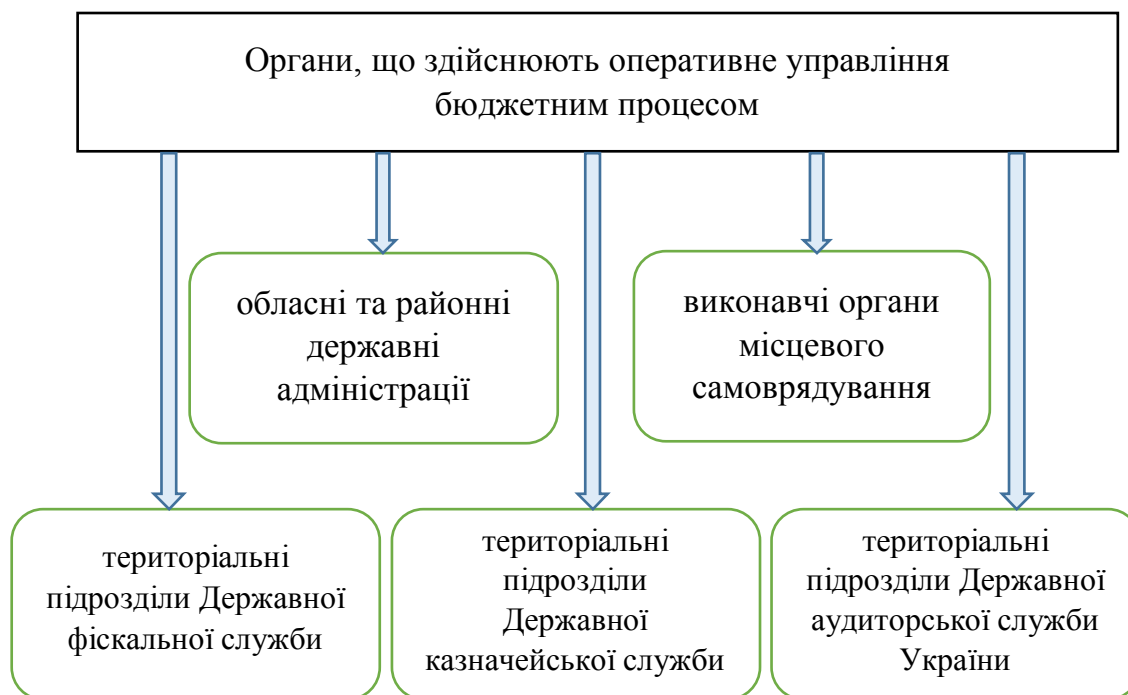 Органи, що здійснюють оперативне управління
бюджетним процесом
обласні та районні
державні
адміністрації
виконавчі органи
місцевого
самоврядування
територіальні
підрозділи Державної
фіскальної служби
територіальні
підрозділи
Державної
казначейської служби
територіальні
підрозділи Державної
аудиторської служби
України